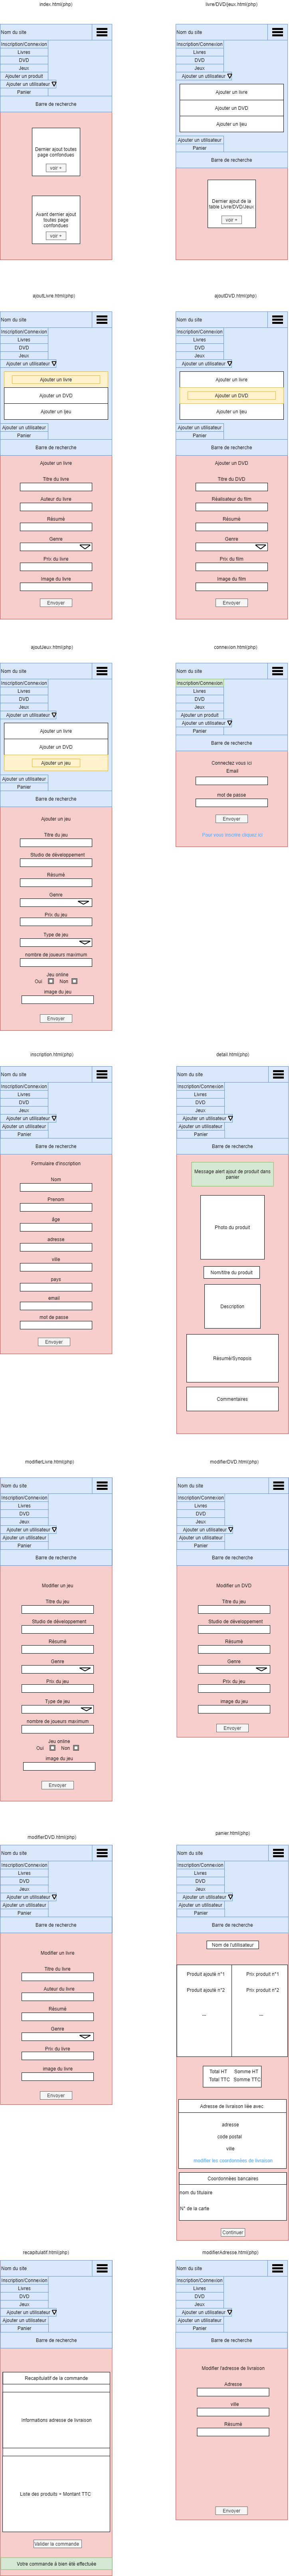 index.html(php)
Nom du site
Inscription/Connexion
Livres
DVD
Jeux
Ajouter un produit
Ajouter un utilisateur
Panier
Barre de recherche
Dernier ajout toutes
page confondues
voir +
Avant dernier ajout
toutes page
confondues
voir +
livre/DVD/jeux.html(php)
Nom du site
Inscription/Connexion
Livres
DVD
Jeux
Ajouter un utilisateur
Ajouter un livre
Ajouter un DVD
Ajouter un jeu
Ajouter un utilisateur
Panier
Barre de recherche
Dernier ajout de la
table Livre/DVD/Jeux
voir +
ajoutLivre.html(php)
Nom du site
Inscription/Connexion
Livres
DVD
Jeux
Ajouter un utilisateur
Ajouter un livre
Ajouter un DVD
Ajouter un jeu
Ajouter un utilisateur
Panier
Barre de recherche
Ajouter un livre
Titre du livre
Auteur du livre
Résumé
Genre
Prix du livre
Image du livre
Envoyer
ajoutDVD.html(php)
Nom du site
Inscription/Connexion
Livres
DVD
Jeux
Ajouter un utilisateur
Ajouter un livre
Ajouter un DVD
Ajouter un jeu
Ajouter un utilisateur
Panier
Barre de recherche
Ajouter un DVD
Titre du DVD
Réalisateur du film
Résumé
Genre
Prix du film
Image du film
Envoyer
ajoutJeux.html(php)
Nom du site
Inscription/Connexion
Livres
DVD
Jeux
Ajouter un utilisateur
Ajouter un livre
Ajouter un DVD
Ajouter un jeu
Ajouter un utilisateur
Panier
Barre de recherche
Ajouter un jeu
Titre du jeu
Studio de développement
Résumé
Genre
Prix du jeu
Type de jeu
nombre de joueurs maximum
Jeu online
Oui Non
image du jeu
Envoyer
connexion.html(php)
Nom du site
Inscription/Connexion
Livres
DVD
Jeux
Ajouter un produit
Ajouter un utilisateur
Panier
Barre de recherche
Connectez vous ici
Email
mot de passe
Envoyer
Pour vous inscrire cliquez ici
inscription.html(php)
Nom du site
Inscription/Connexion
Livres
DVD
Jeux
Ajouter un utilisateur
Ajouter un utilisateur
Panier
Barre de recherche
Formulaire d'inscription
Nom
Prenom
âge
adresse
ville
pays
email
mot de passe
Envoyer
detail.html(php)
Nom du site
Inscription/Connexion
Livres
DVD
Jeux
Ajouter un utilisateur
Ajouter un utilisateur
Panier
Barre de recherche
Message alert ajout de produit dans
panier
Photo du produit
Nom/titre du produit
Description
Résumé/Synopsis
Commentaires
modifierLivre.html(php)
Nom du site
Inscription/Connexion
Livres
DVD
Jeux
Ajouter un utilisateur
Ajouter un utilisateur
Panier
Barre de recherche
Modifier un jeu
Titre du jeu
Studio de développement
Résumé
Genre
Prix du jeu
Type de jeu
nombre de joueurs maximum
Jeu online
Oui Non
image du jeu
Envoyer
modifierDVD.html(php)
Nom du site
Inscription/Connexion
Livres
DVD
Jeux
Ajouter un utilisateur
Ajouter un utilisateur
Panier
Barre de recherche
Modifier un DVD
Titre du jeu
Studio de développement
Résumé
Genre
Prix du jeu
image du jeu
Envoyer
modifierDVD.html(php)
Nom du site
Inscription/Connexion
Livres
DVD
Jeux
Ajouter un utilisateur
Ajouter un utilisateur
Panier
Barre de recherche
Modifier un livre
Titre du livre
Auteur du livre
Résumé
Genre
Prix du livre
image du livre
Envoyer
panier.html(php)
Nom du site
Inscription/Connexion
Livres
DVD
Jeux
Ajouter un utilisateur
Ajouter un utilisateur
Panier
Barre de recherche
Nom de l'utilisateur
Produit ajouté n°1 Prix produit n°1
Produit ajouté n°2 Prix produit n°2
... ...
Total HT Somme HT
Total TTC Somme TTC
Adresse de livraison liée avec
adresse
code postal
ville
modifier les coordonnées de livraison
Coordonnées bancaires
nom du titulaire
N° de la carte
Continuer
recapitulatif.html(php)
Nom du site
Inscription/Connexion
Livres
DVD
Jeux
Ajouter un utilisateur
Ajouter un utilisateur
Panier
Barre de recherche
Recapitulatif de la commande
Informations adresse de livraison
Liste des produits + Montant TTC
Valider la commande
Votre commande à bien été effectuée
modifierAdresse.html(php)
Nom du site
Inscription/Connexion
Livres
DVD
Jeux
Ajouter un utilisateur
Ajouter un utilisateur
Panier
Barre de recherche
Modifier l'adresse de livraison
Adresse
ville
Résumé
Envoyer